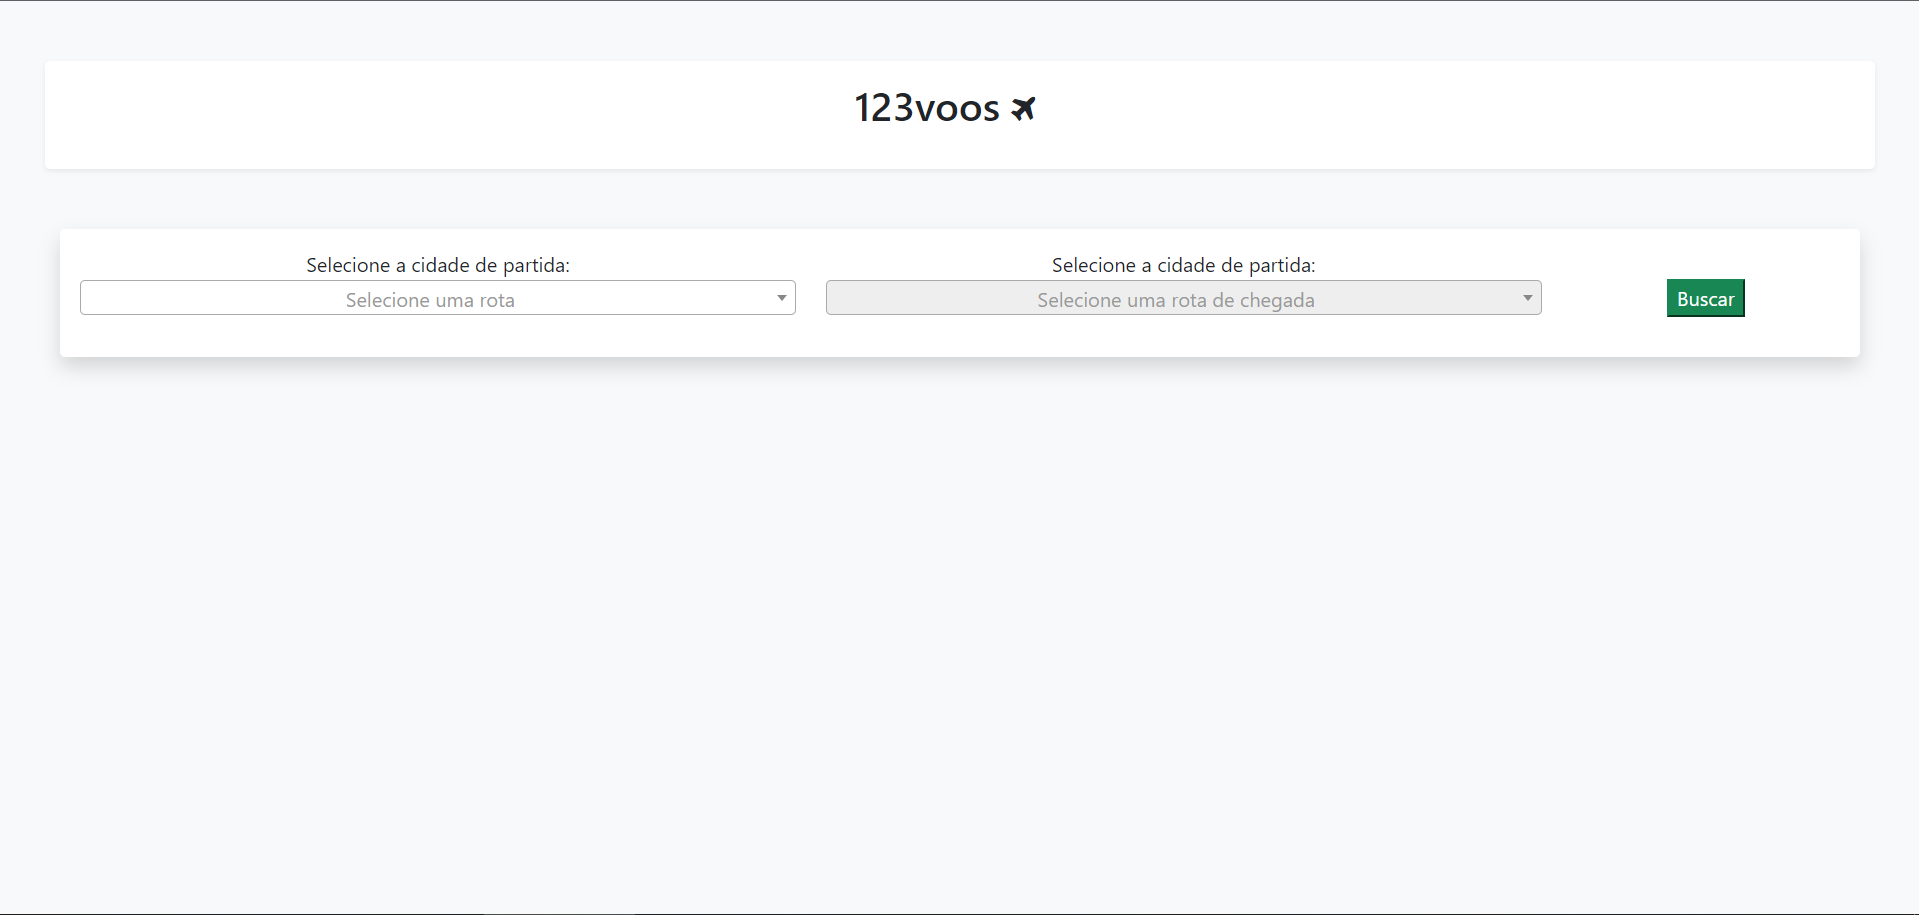 123voos
Selecione a cidade de partida:
Selecione uma rota
Selecione a cidade de partida:
Selecione uma rota de chegada
Buscar